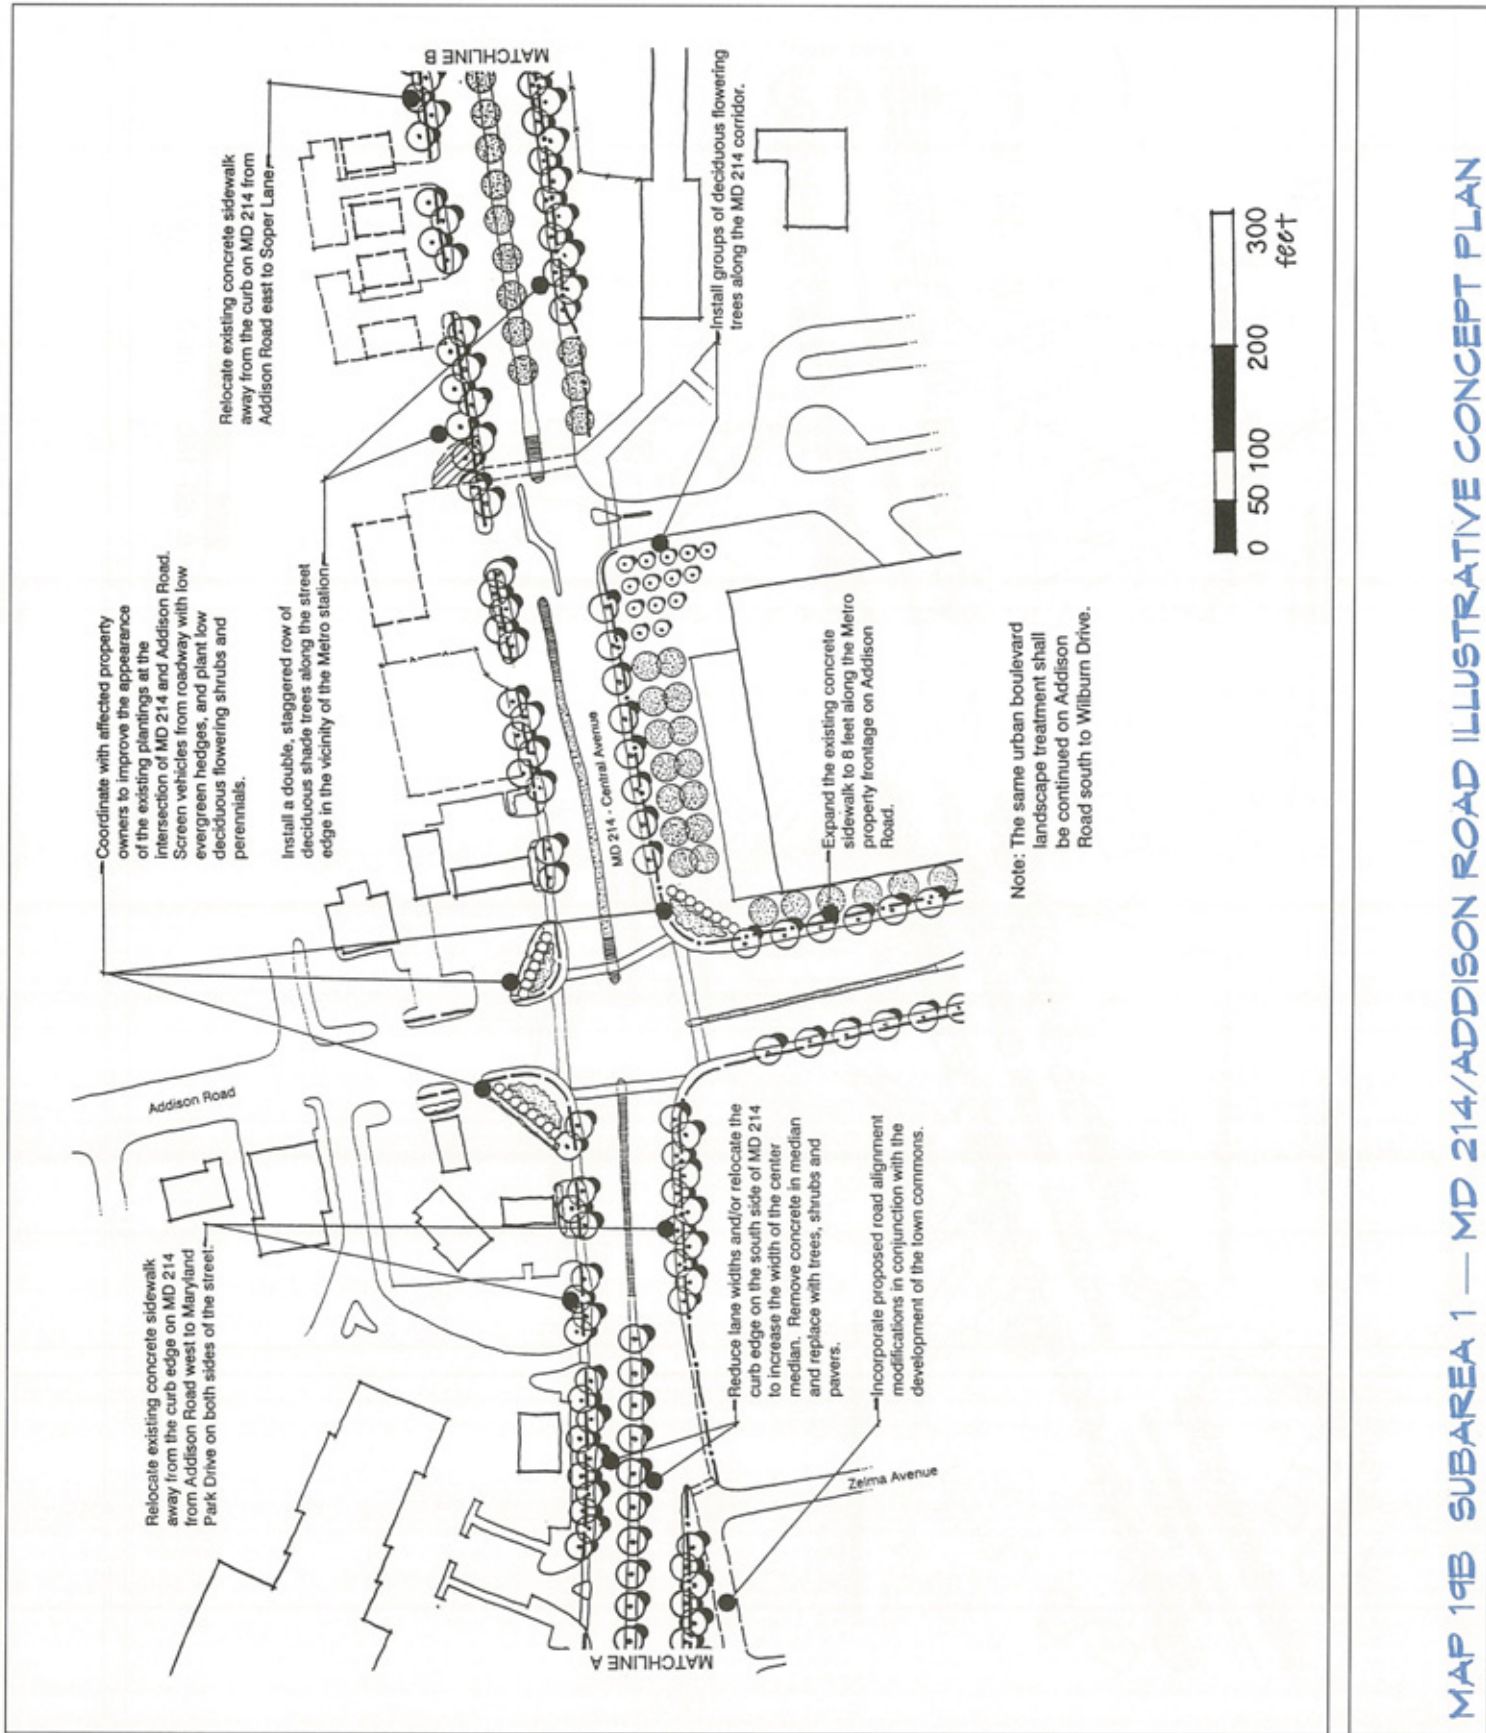 Relocate existing concrete sidewalk
away from the curb edge on MD 214
from Addison Road west to Maryland
Park Drive on both sides of the street.
Coordinate with affected property
owners to improve the appearance
of the existing plantings at the
intersection of MD 214 and Addison Road.
Screen vehicles from roadway with low
evergreen hedges, and plant low
deciduous flowering shrubs and
perennials.
Relocate existing concrete sidewalk
away from the curb on MD 214 from
Addison Road east to Soper Lane.
Install a double, staggered row of
deciduous shade trees along the street
edge in the vicinity of the Metro station.
Addison Road
MATCHLINE A
MATCHLINE B
MD 214 - Central Avenue
Zelma Avenue
Reduce lane widths and/or relocate the
curb edge on the south side of MD 214
to increase the width of the center
median. Remove concrete in median
and replace with trees, shrubs and
pavers.
Incorporate proposed road alignment
modifications in conjunction with the
development of the town commons.
Expand the existing concrete
sidewalk to 8 feet along the Metro
property frontage on Addison
Road.
Install groups of deciduous flowering
trees along the MD 214 corridor.
Note: The same urban boulevard
landscape treatment shall
be continued on Addison
Road south to Wilburn Drive.
0 50 100 200 300
feet
MAP 19B SUBAREA 1 — MD 214/ADDISON ROAD ILLUSTRATIVE CONCEPT PLAN